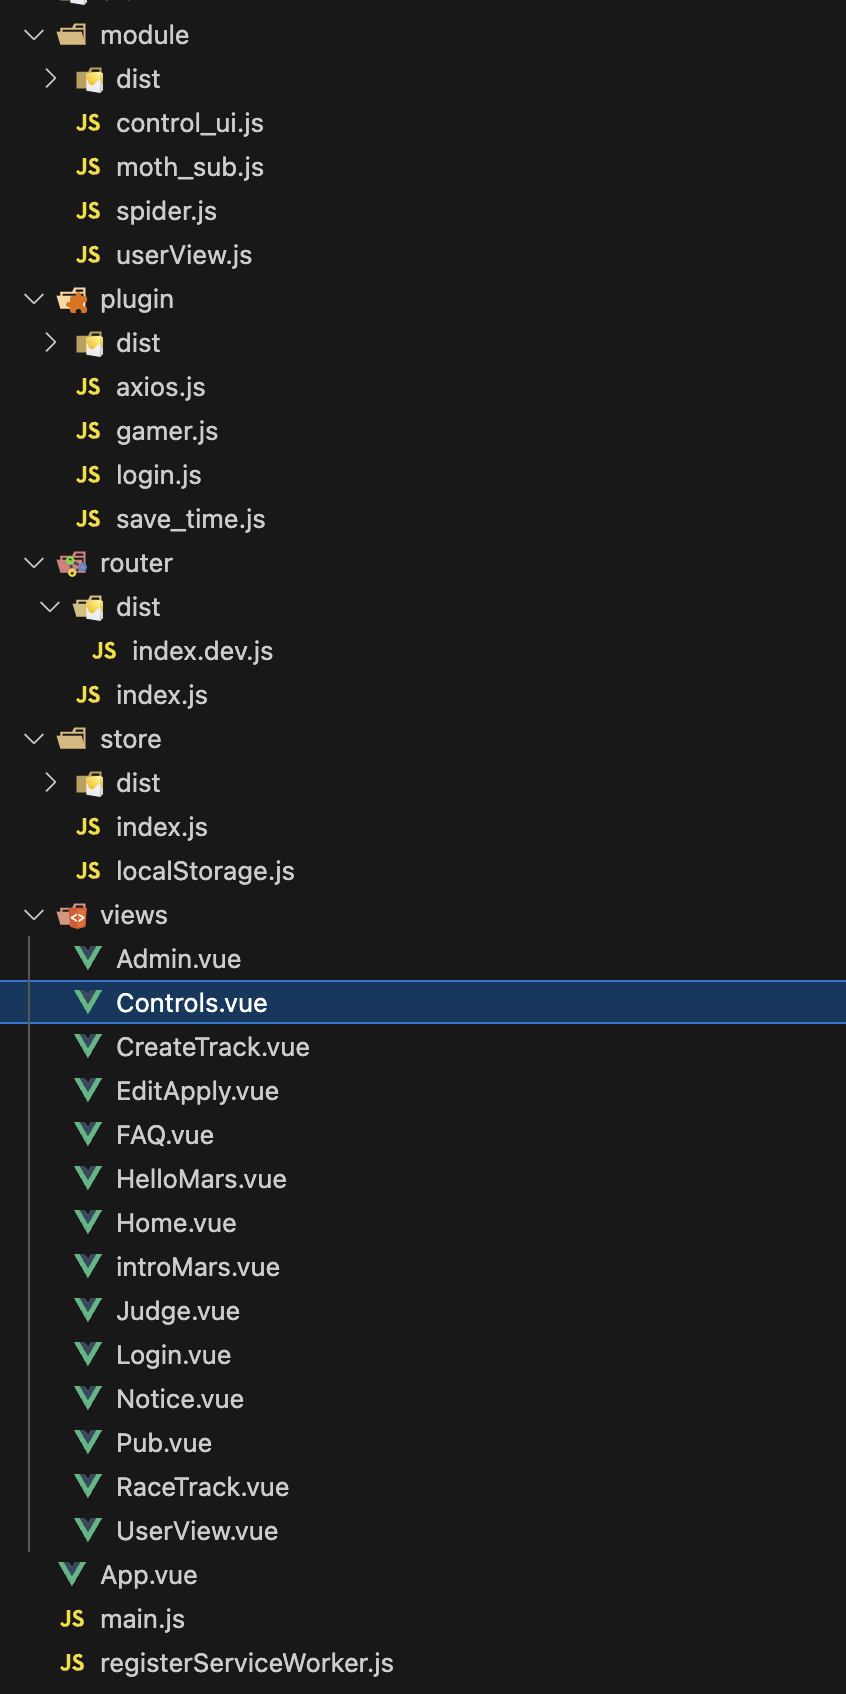 module
dist
JS control_ui.js
JS moth_sub.js
JS spider.js
JS userView.js
plugin
dist
JS axios.js
JS gamer.js
JS login.js
JS save_time.js
router
dist
JS index.dev.js
JS index.js
store
dist
JS index.js
JS localStorage.js
views
Admin.vue
Controls.vue
CreateTrack.vue
EditApply.vue
FAQ.vue
HelloMars.vue
Home.vue
introMars.vue
Judge.vue
Login.vue
Notice.vue
Pub.vue
RaceTrack.vue
UserView.vue
App.vue
JS main.js
JS registerServiceWorker.js